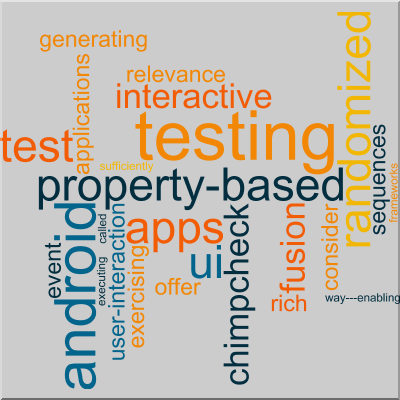 generating
relevance
interactive
applications
testing
randomized
test
sufficiently
property-based
sequences
frameworks
android
event
called
executing
user-interaction
apps
exercising
ui
offer
chimpcheck
fusion
rich
consider
way---enabling